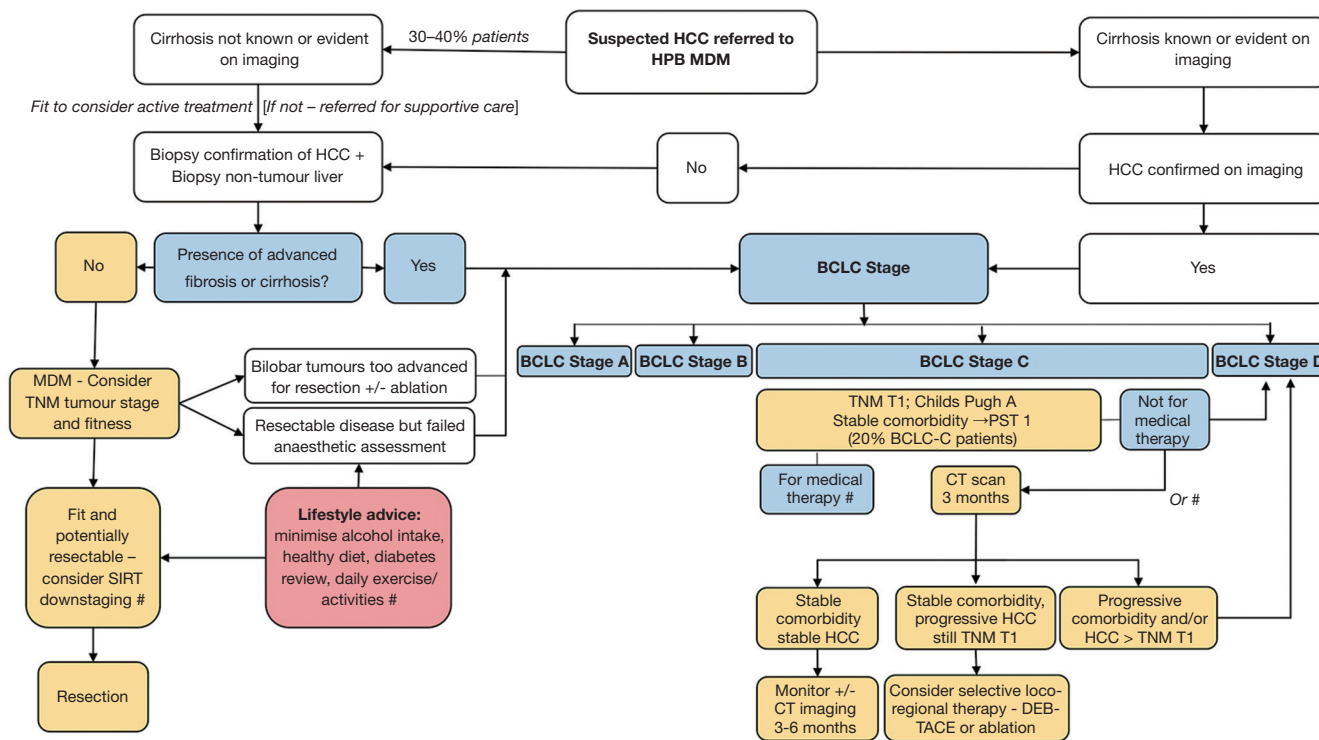 Cirrhosis not known or evident
on imaging
30–40% patients
Suspected HCC referred to
HPB MDM
Cirrhosis known or evident on
imaging
Fit to consider active treatment [If not – referred for supportive care]
Biopsy confirmation of HCC +
Biopsy non-tumour liver
No
HCC confirmed on imaging
No
Presence of advanced
fibrosis or cirrhosis?
Yes
BCLC Stage
Yes
BCLC Stage A
BCLC Stage B
BCLC Stage C
BCLC Stage D
MDM - Consider
TNM tumour stage
and fitness
Bilobar tumours too advanced
for resection +/- ablation
Resectable disease but failed
anaesthetic assessment
TNM T1; Childs Pugh A
Stable comorbidity →PST 1
(20% BCLC-C patients)
Not for
medical
therapy
For medical
therapy #
CT scan
3 months
Or #
Fit and
potentially
resectable –
consider SIRT
downstaging #
Lifestyle advice:
minimise alcohol intake,
healthy diet, diabetes
review, daily exercise/
activities #
Stable
comorbidity
stable HCC
Stable comorbidity,
progressive HCC
still TNM T1
Progressive
comorbidity and/or
HCC > TNM T1
Resection
Monitor +/-
CT imaging
3-6 months
Consider selective loco-
regional therapy - DEB-
TACE or ablation